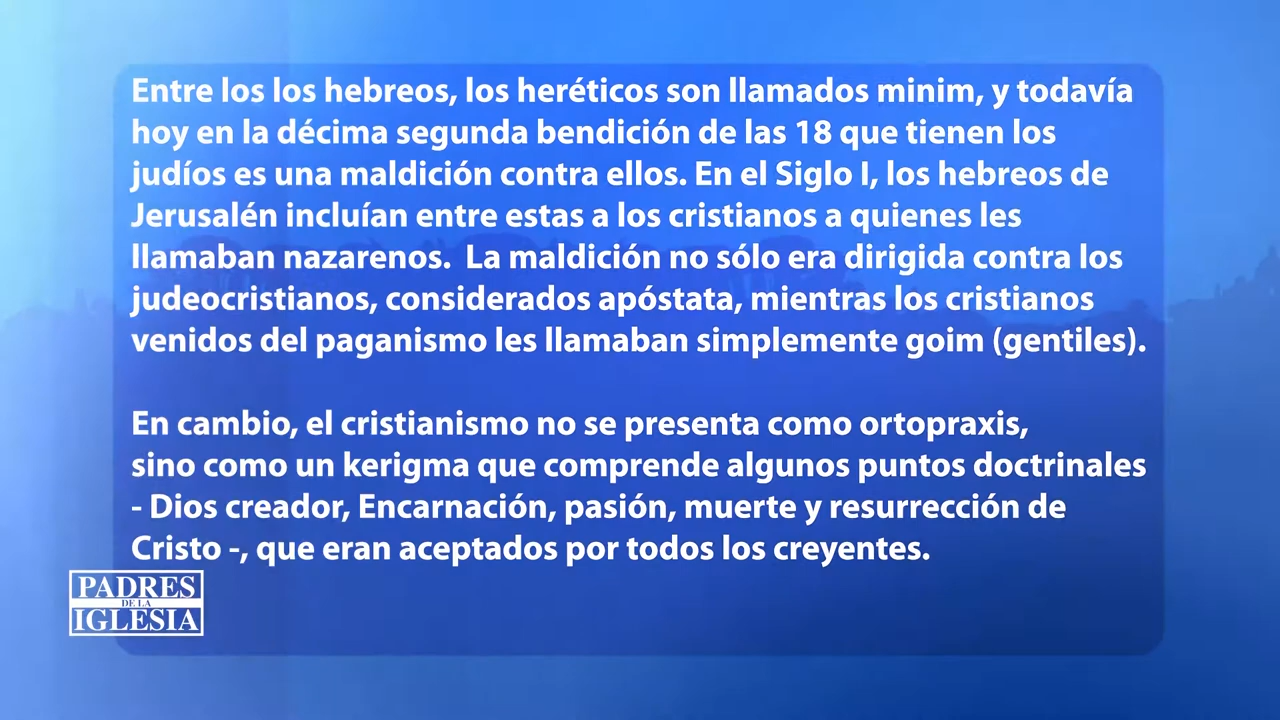 Entre los los hebreos, los heréticos son llamados minim, y todavía
hoy en la décima segunda bendición de las 18 que tienen los
judíos es una maldición contra ellos. En el Siglo I, los hebreos de
Jerusalén incluían entre estas a los cristianos a quienes les
llamaban nazarenos.  La maldición no sólo era dirigida contra los
judeocristianos, considerados apóstata, mientras los cristianos
venidos del paganismo les llamaban simplemente goim (gentiles).
En cambio, el cristianismo no se presenta como ortopraxis,
sino como un kerigma que comprende algunos puntos doctrinales
- Dios creador, Encarnación, pasión, muerte y resurrección de
Cristo -, que eran aceptados por todos los creyentes.
PADRES
DE LA
IGLESIA